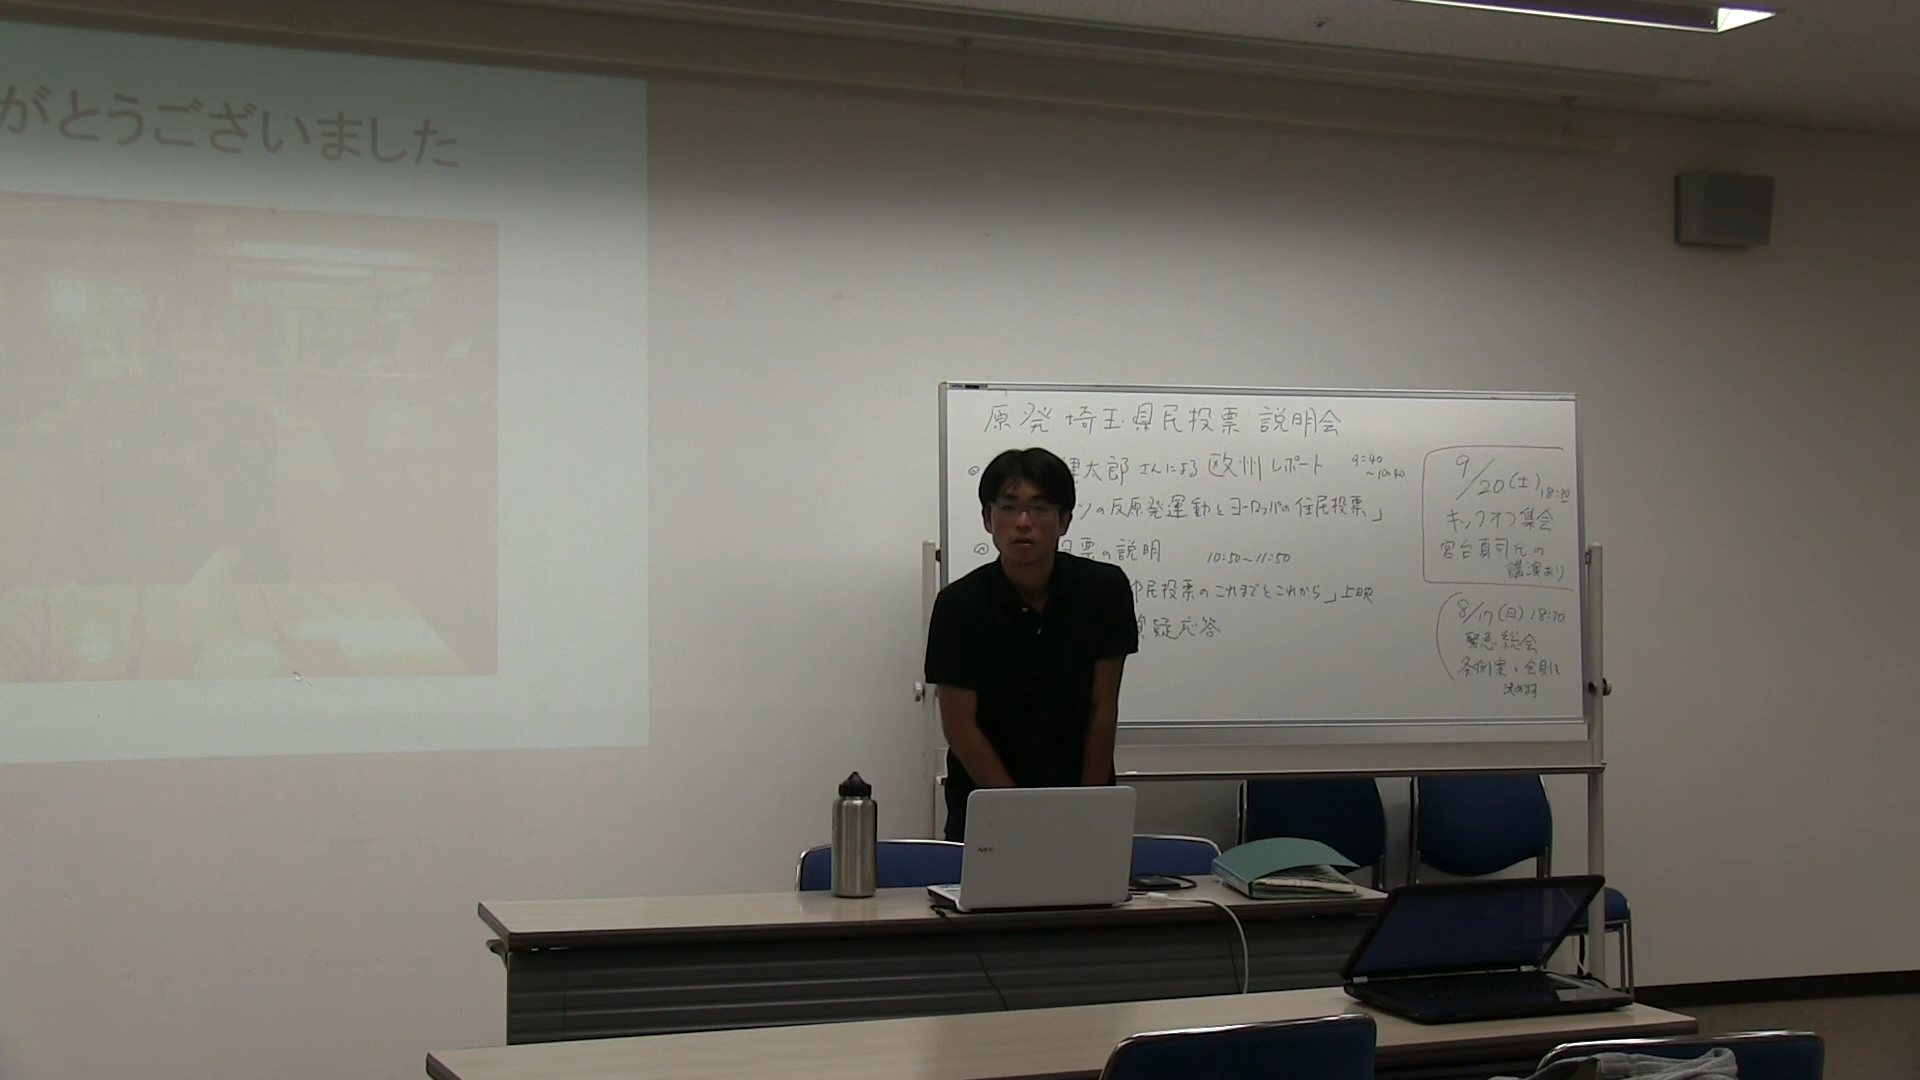 がとうございました
原発埼玉県民投票 説明会
太郎さんによる欧州レポート 9:40～10:40
の反原発運動とヨーロッパの住民投票」
票の説明 10:50～11:50
民投票のこれまでとこれから」上映
疑応答
9/20(土)18:30
キックオフ集会
宮台真司氏の
講演あり
8/17(日)18:30
緊急総会
条例案・会則を
NEC